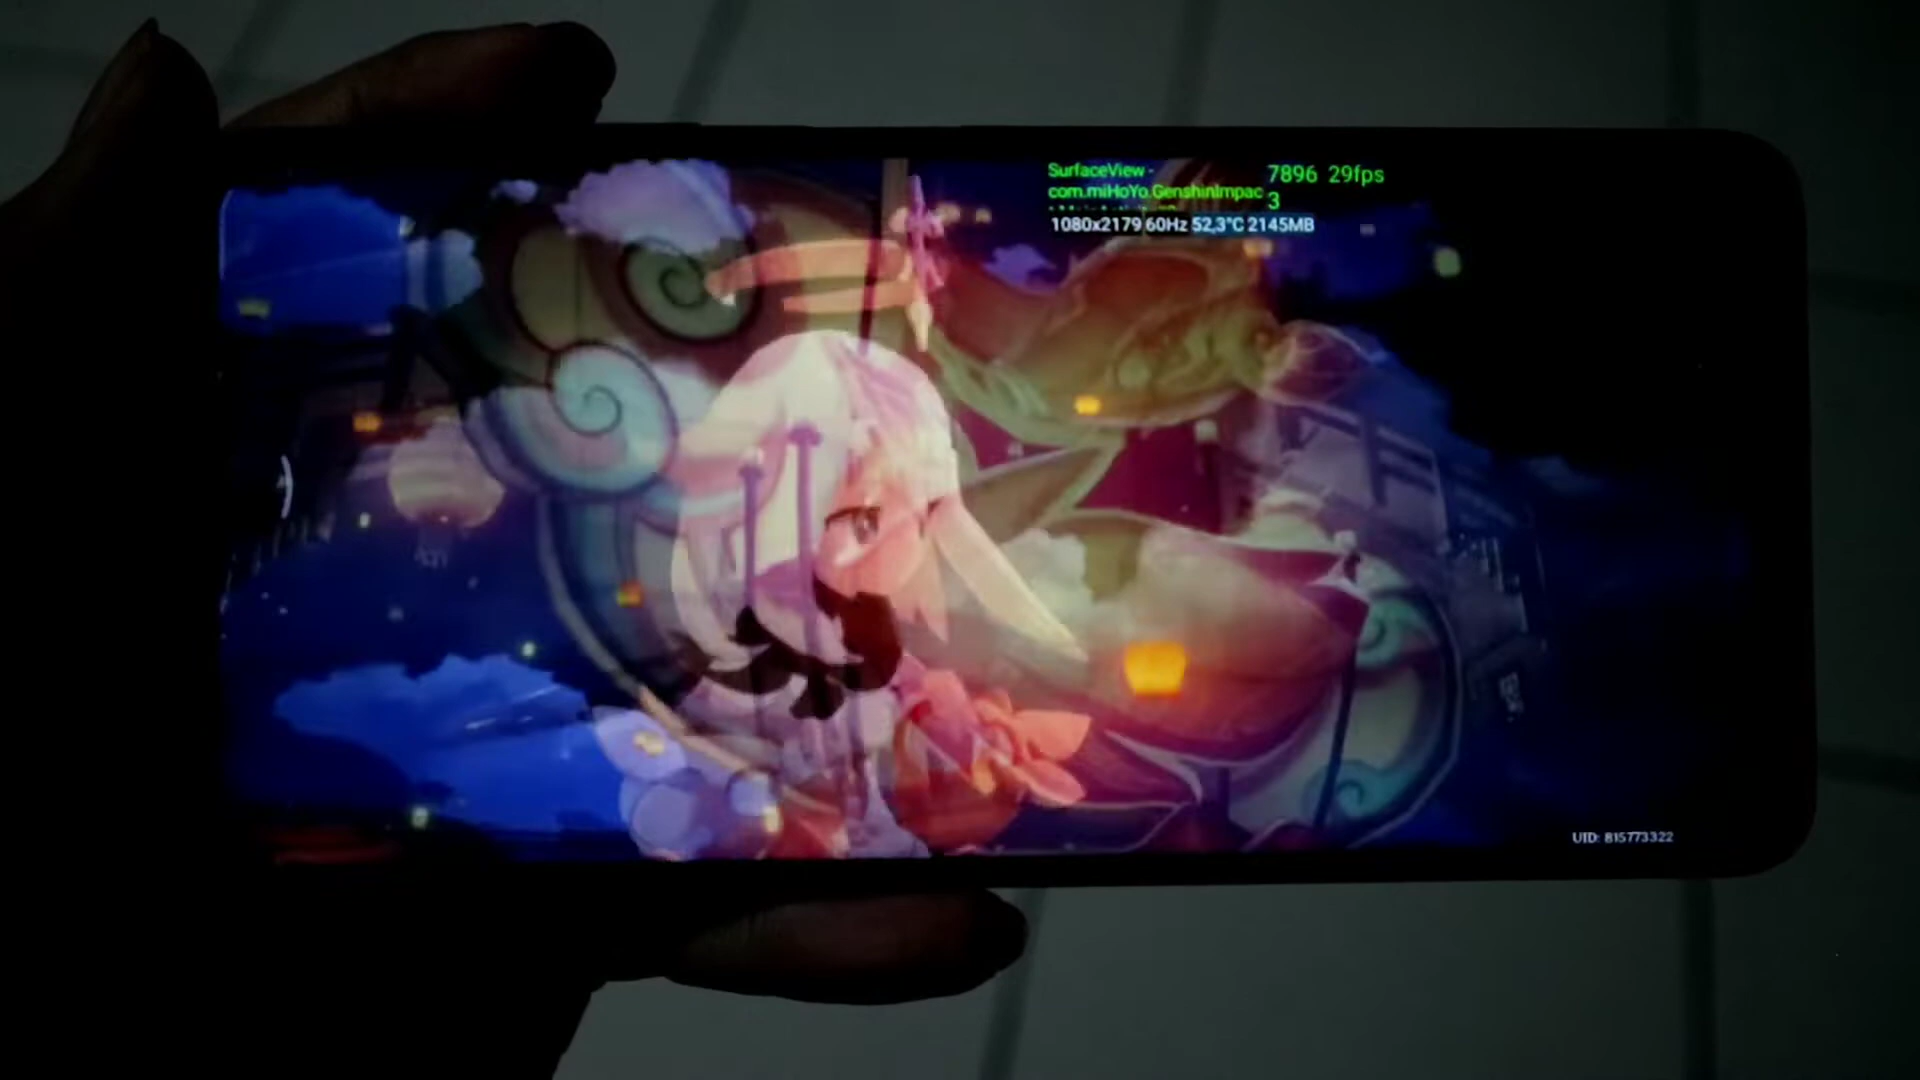 SurfaceView - 7896 29fps
com.miHoYo.GenshinImpac 3
1080x2179 60Hz 52,3°C 2145MB
UID: 815773322